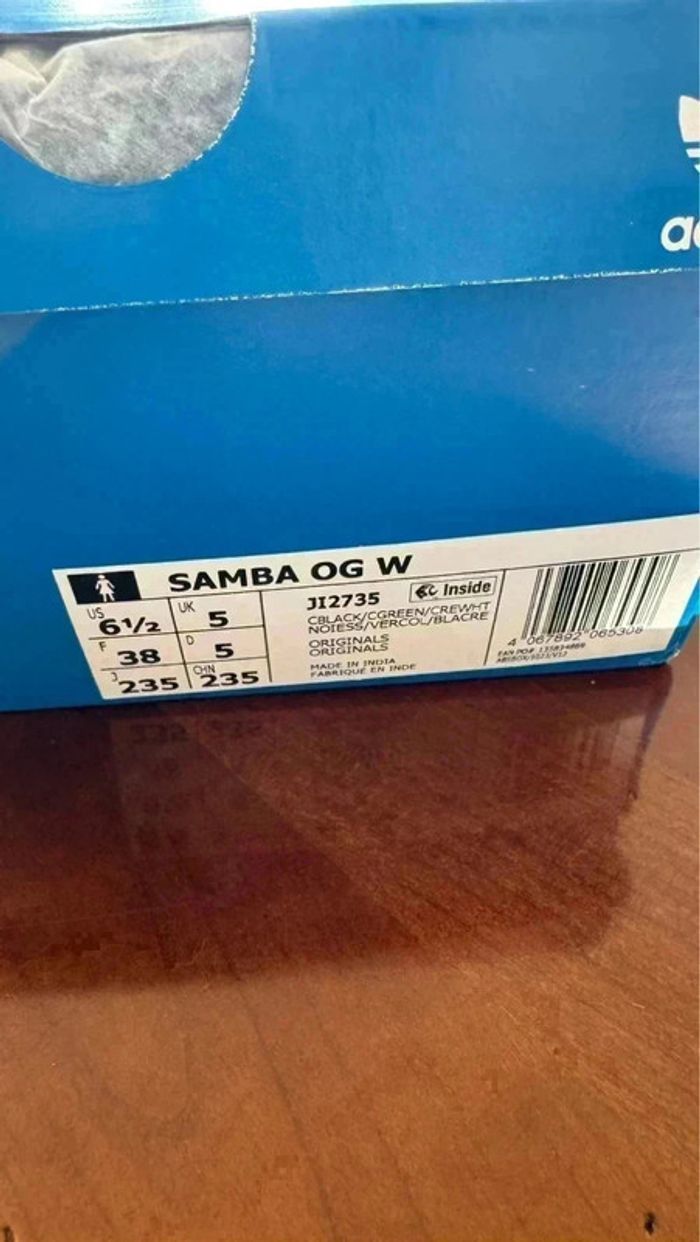 SAMBA OG W
US 6½ UK 5
F 38 D 5
J 235 CHN 235
JI2735
Inside
CBLACK/CGREEN/CREWHT
NOIESS/VERCOL/BLACRE
ORIGINALS
ORIGINALS
MADE IN INDIA
FABRIQUE EN INDE
4 067892 065308